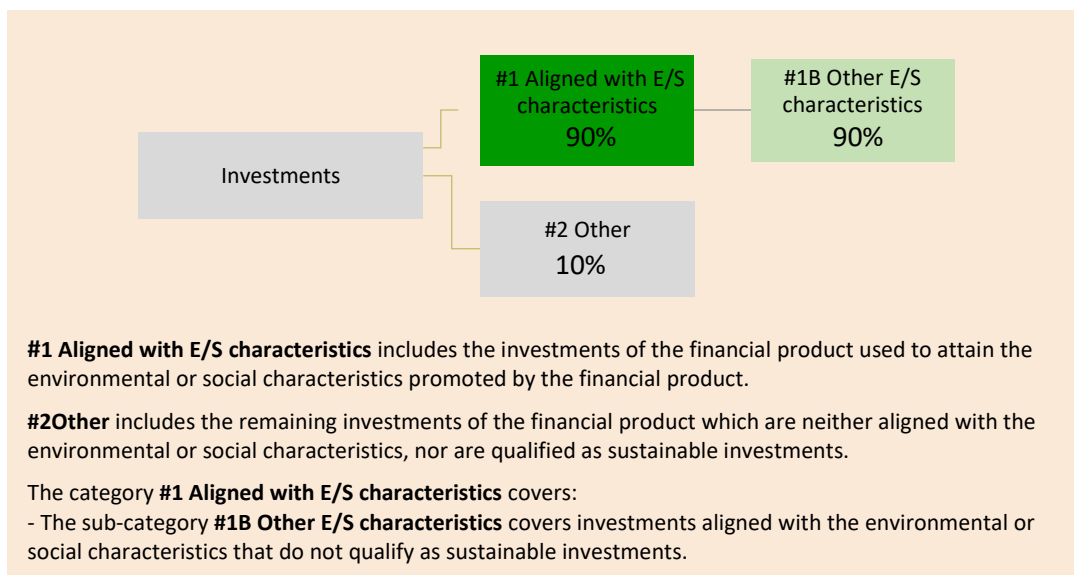 #1 Aligned with E/S
characteristics
90%
#1B Other E/S
characteristics
90%
Investments
#2 Other
10%
#1 Aligned with E/S characteristics includes the investments of the financial product used to attain the
environmental or social characteristics promoted by the financial product.
#2Other includes the remaining investments of the financial product which are neither aligned with the
environmental or social characteristics, nor are qualified as sustainable investments.
The category #1 Aligned with E/S characteristics covers:
- The sub-category #1B Other E/S characteristics covers investments aligned with the environmental or
social characteristics that do not qualify as sustainable investments.